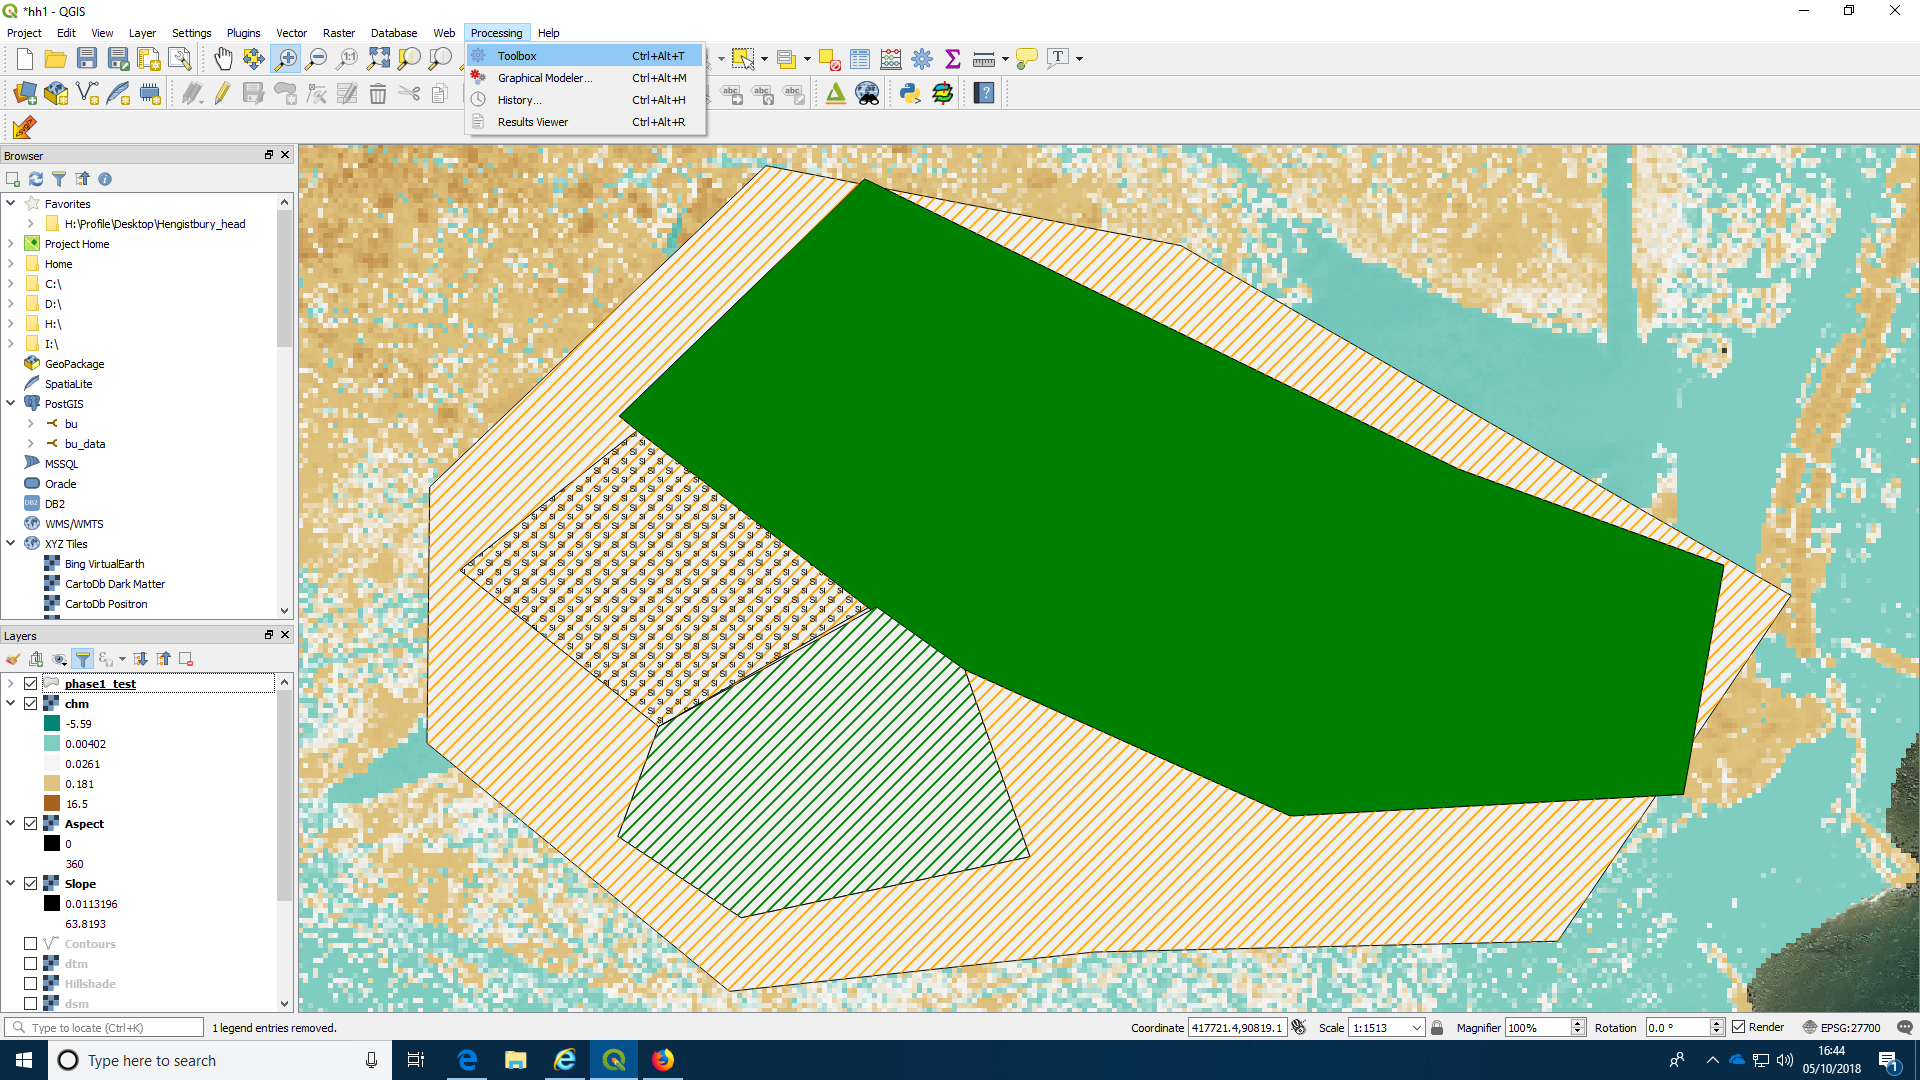 *hh1 - QGIS
Project Edit View Layer Settings Plugins Vector Raster Database Web Processing Help
Toolbox Ctrl+Alt+T
Graphical Modeler... Ctrl+Alt+M
History... Ctrl+Alt+H
Results Viewer Ctrl+Alt+R
Browser
Favorites
H:\Profile\Desktop\Hengistbury_head
Project Home
Home
C:\
D:\
H:\
I:\
GeoPackage
SpatiaLite
PostGIS
bu
bu_data
MSSQL
Oracle
DB2
WMS/WMTS
XYZ Tiles
Bing VirtualEarth
CartoDb Dark Matter
CartoDb Positron
Layers
phase1_test
chm
-5.59
0.00402
0.0261
0.181
16.5
Aspect
0
360
Slope
0.0113196
63.8193
Contours
dtm
Hillshade
dsm
Type to locate (Ctrl+K) 1 legend entries removed. Coordinate 417721.4,90819.1 Scale 1:1513 Magnifier 100% Rotation 0.0 ° Render EPSG:27700
Type here to search
16:44
05/10/2018
1